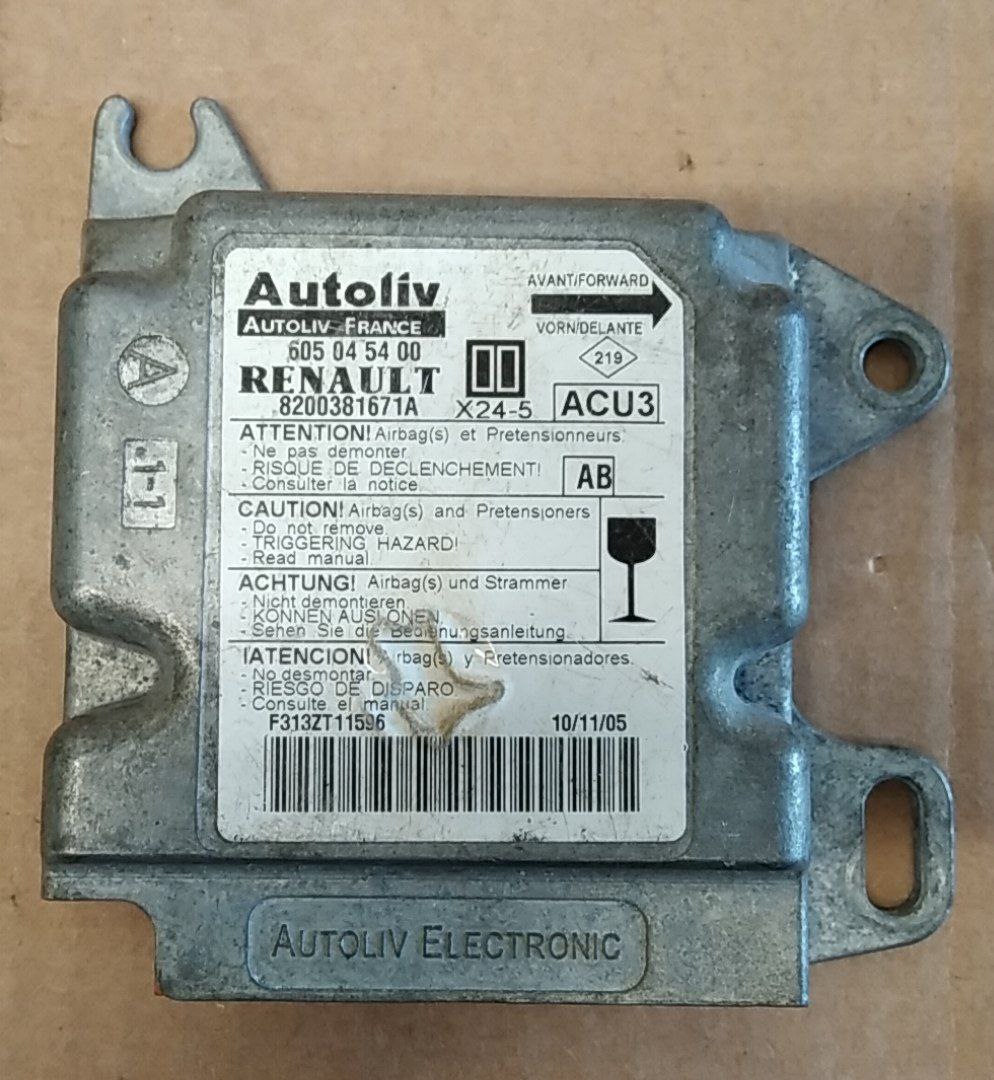 Autoliv
AUTOLIV FRANCE
605 04 54 00
RENAULT
8200381671A
X24-5
AVANT/FORWARD
VORN/DELANTE
219
ACU3
ATTENTION! Airbag(s) et Pretensionneurs.
- Ne pas demonter.
- RISQUE DE DECLENCHEMENT!
- Consulter la notice.
AB
CAUTION! Airbag(s) and Pretensioners
- Do not remove
- TRIGGERING HAZARD!
- Read manual.
ACHTUNG! Airbag(s) und Strammer
- Nicht demontieren
- KONNEN AUSLONEN.
- Sehen Sie die Bedienungsanleitung.
!ATENCION! Airbag(s) y Pretensionadores.
- No desmontar
- RIESGO DE DISPARO
- Consulte el manual.
F313ZT11596 10/11/05
A
.1-1
AUTOLIV ELECTRONIC